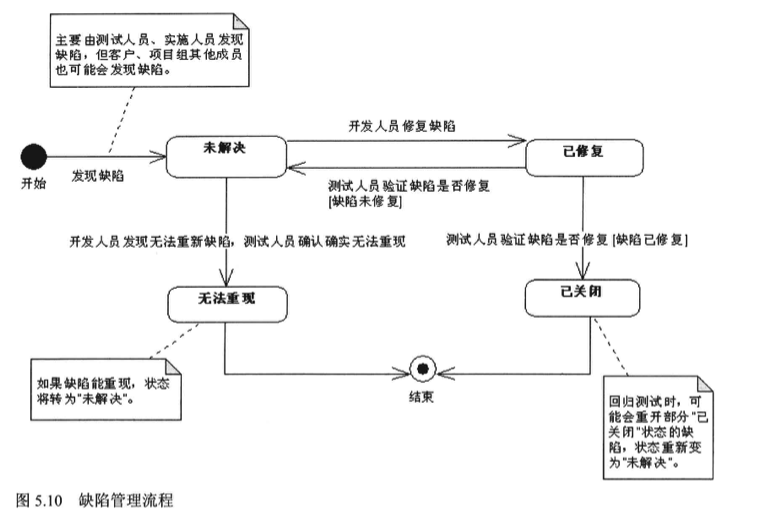 主要由测试人员、实施人员发现
缺陷，但客户、项目组其他成员
也可能会发现缺陷。
开发人员修复缺陷
未解决
已修复
开始
发现缺陷
测试人员验证缺陷是否修复
[缺陷未修复]
开发人员发现无法重新缺陷，测试人员确认确实无法重现
测试人员验证缺陷是否修复 [缺陷已修复]
无法重现
已关闭
如果缺陷能重现，状态
将转为"未解决"。
结束
回归测试时，可
能会重开部分"已
关闭"状态的缺
陷，状态重新变
为"未解决"。
图 5.10 缺陷管理流程